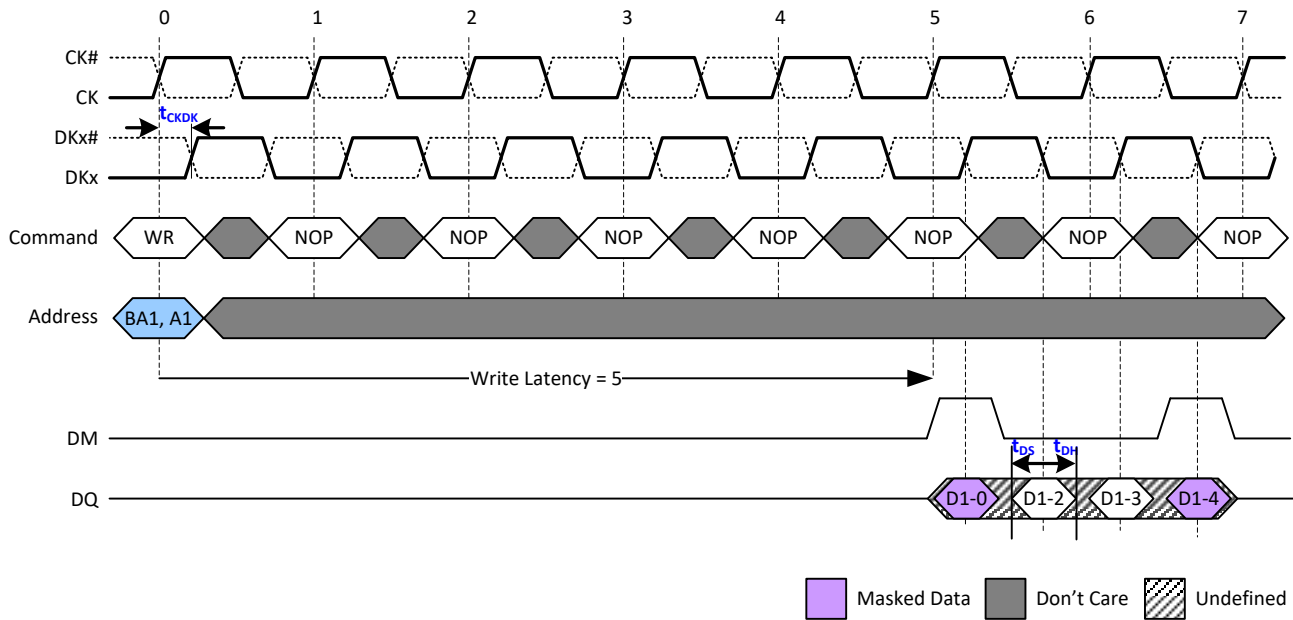 0 1 2 3 4 5 6 7
CK#
CK
tCKDK
DKx#
DKx
Command WR NOP NOP NOP NOP NOP NOP NOP
Address BA1, A1
Write Latency = 5
DM
tDS tDH
DQ D1-0 D1-2 D1-3 D1-4
Masked Data Don't Care Undefined